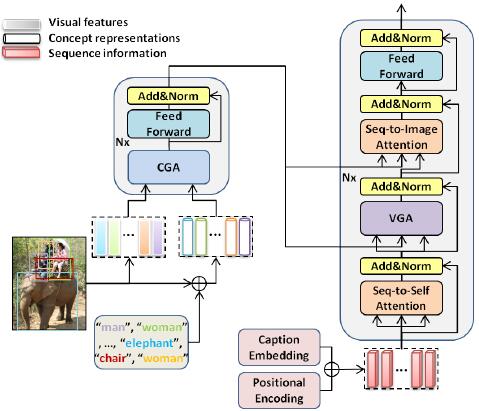 Visual features
Concept representations
Sequence information
Add&Norm
Feed
Forward
Nx
CGA
"man", "woman"
, ..., "elephant",
"chair", "woman"
Add&Norm
Feed
Forward
Add&Norm
Seq-to-Image
Attention
Nx
Add&Norm
VGA
Add&Norm
Seq-to-Self
Attention
Caption
Embedding
Positional
Encoding
...
...
...